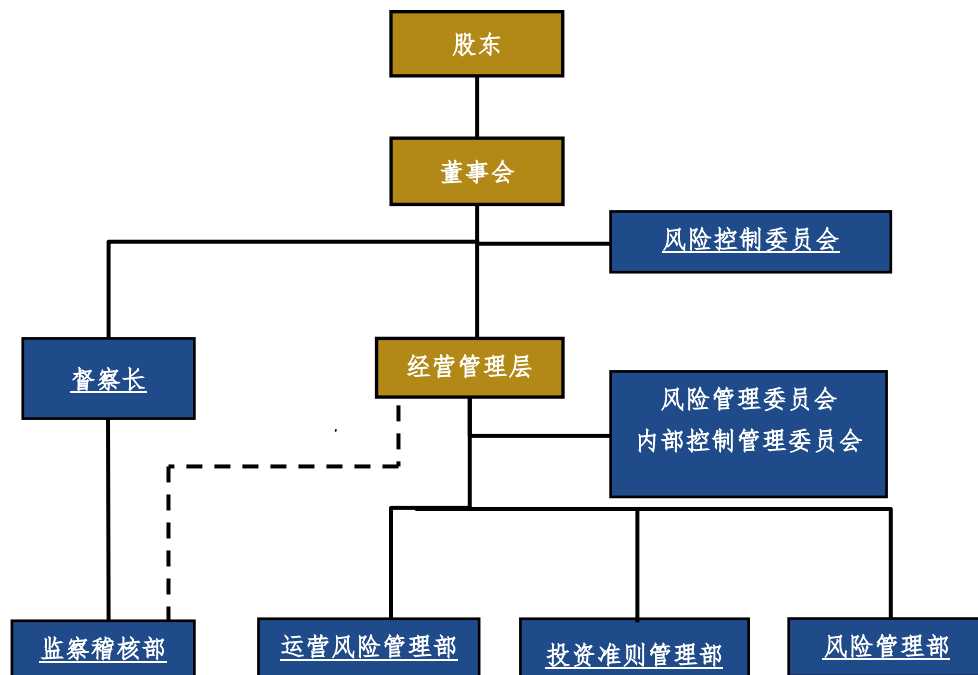 股东
董事会
风险控制委员会
督察长
经营管理层
风险管理委员会
内部控制管理委员会
监察稽核部
运营风险管理部
投资准则管理部
风险管理部